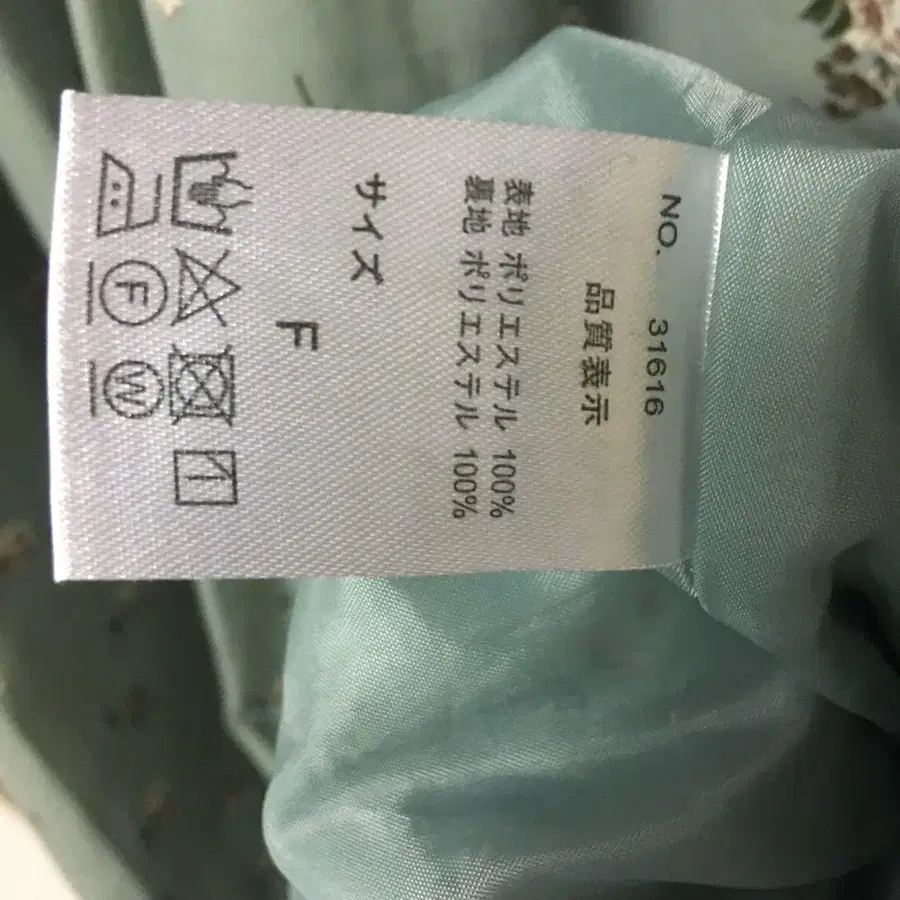 NO. 31616
品質表示
表地 ポリエステル 100%
裏地 ポリエステル 100%
サイズ
F
F W